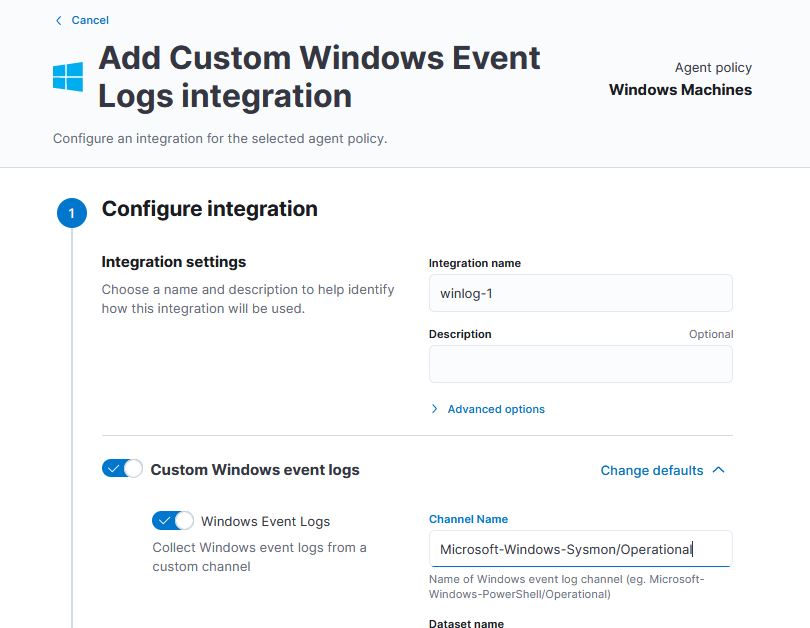 Cancel
Add Custom Windows Event
Logs integration
Agent policy
Windows Machines
Configure an integration for the selected agent policy.
1
Configure integration
Integration settings
Choose a name and description to help identify
how this integration will be used.
Integration name
winlog-1
Description
Optional
Advanced options
Custom Windows event logs
Change defaults
Windows Event Logs
Collect Windows event logs from a
custom channel
Channel Name
Microsoft-Windows-Sysmon/Operational
Name of Windows event log channel (eg. Microsoft-
Windows-PowerShell/Operational)
Dataset name